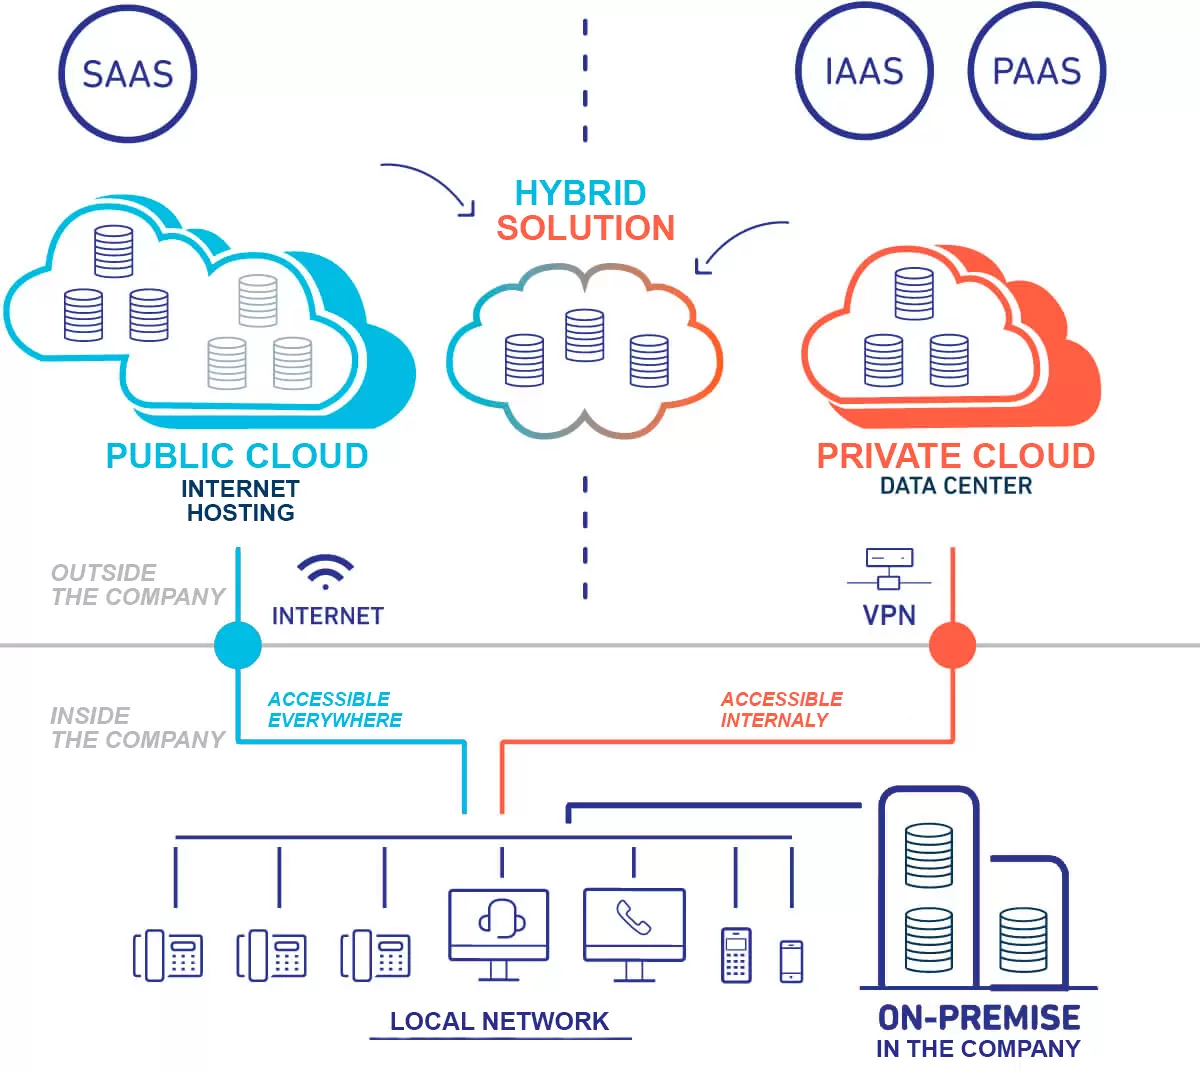 SAAS
IAAS
PAAS
HYBRID
SOLUTION
PUBLIC CLOUD
INTERNET
HOSTING
PRIVATE CLOUD
DATA CENTER
OUTSIDE
THE COMPANY
INTERNET
VPN
INSIDE
THE COMPANY
ACCESSIBLE
EVERYWHERE
ACCESSIBLE
INTERNALY
LOCAL NETWORK
ON-PREMISE
IN THE COMPANY